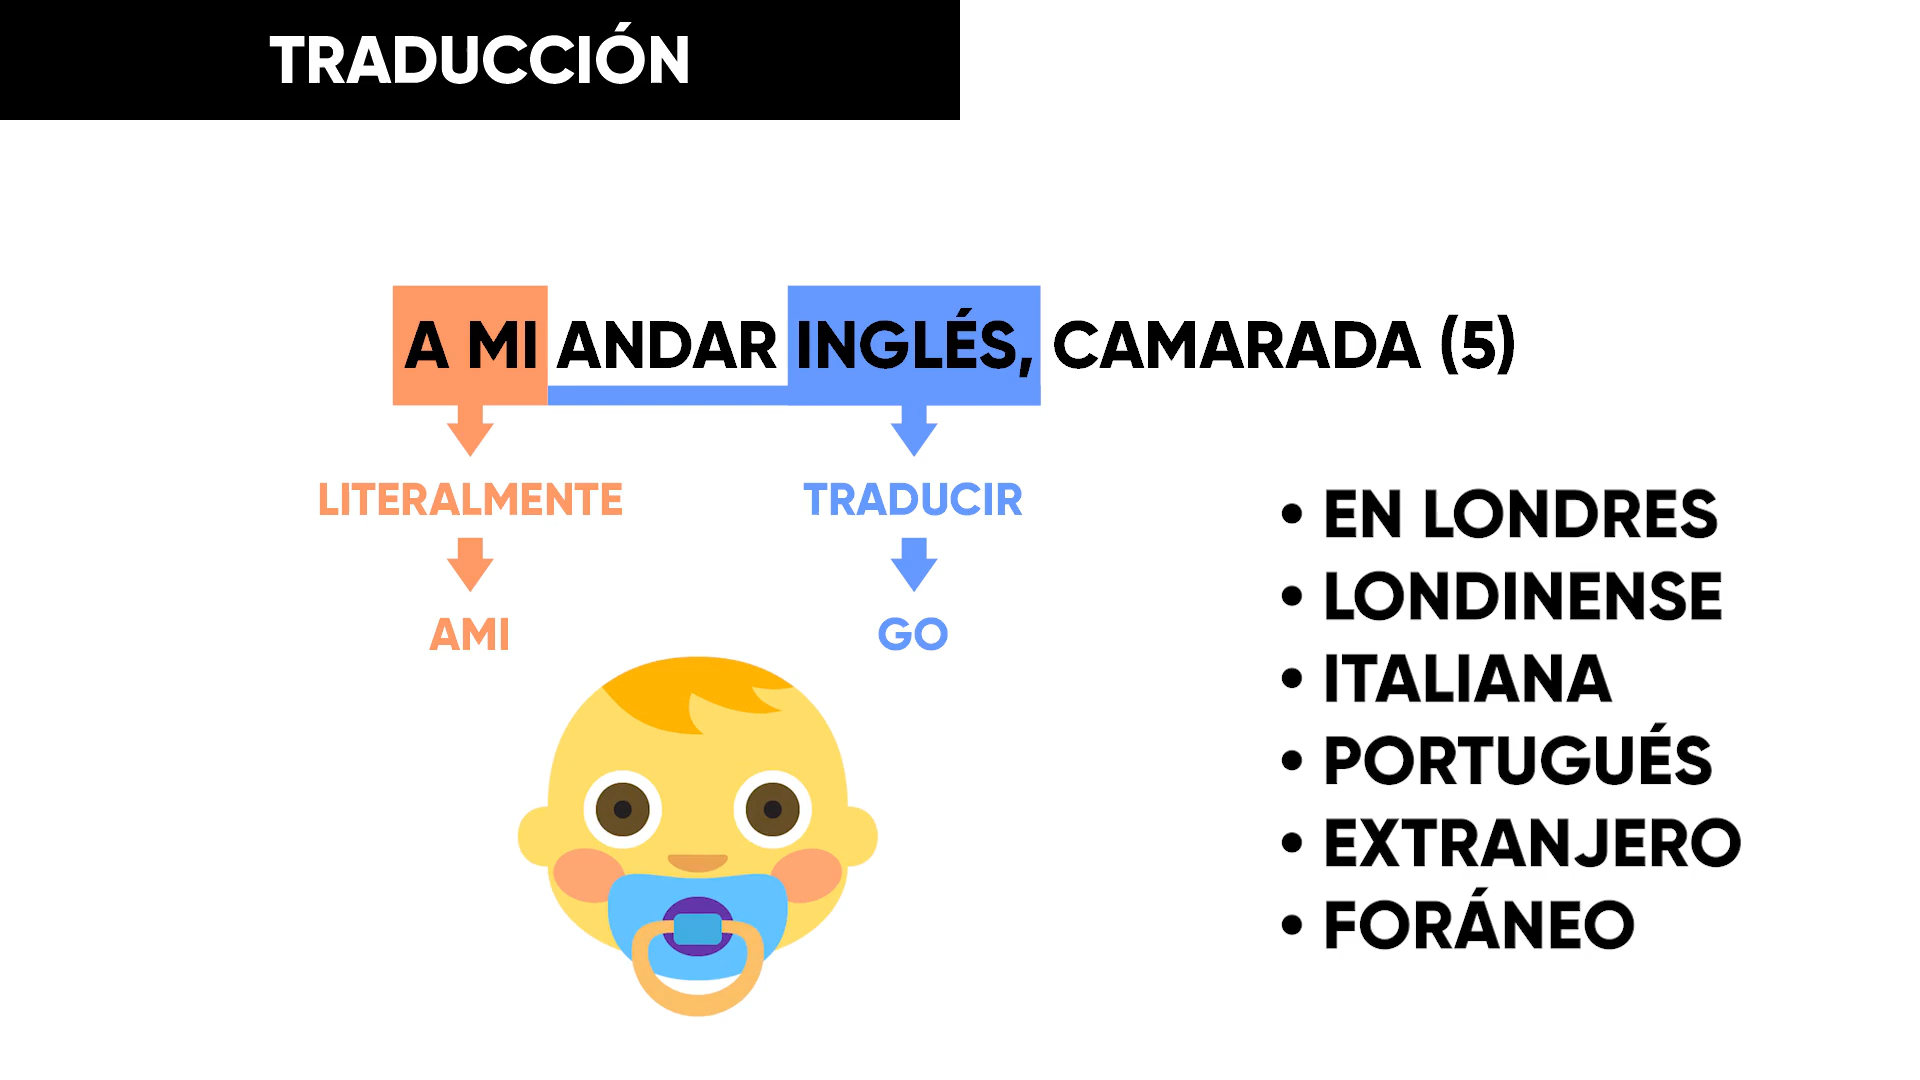 TRADUCCIÓN
A MI ANDAR INGLÉS, CAMARADA (5)
LITERALMENTE
TRADUCIR
AMI
GO
• EN LONDRES
• LONDINENSE
• ITALIANA
• PORTUGUÉS
• EXTRANJERO
• FORÁNEO